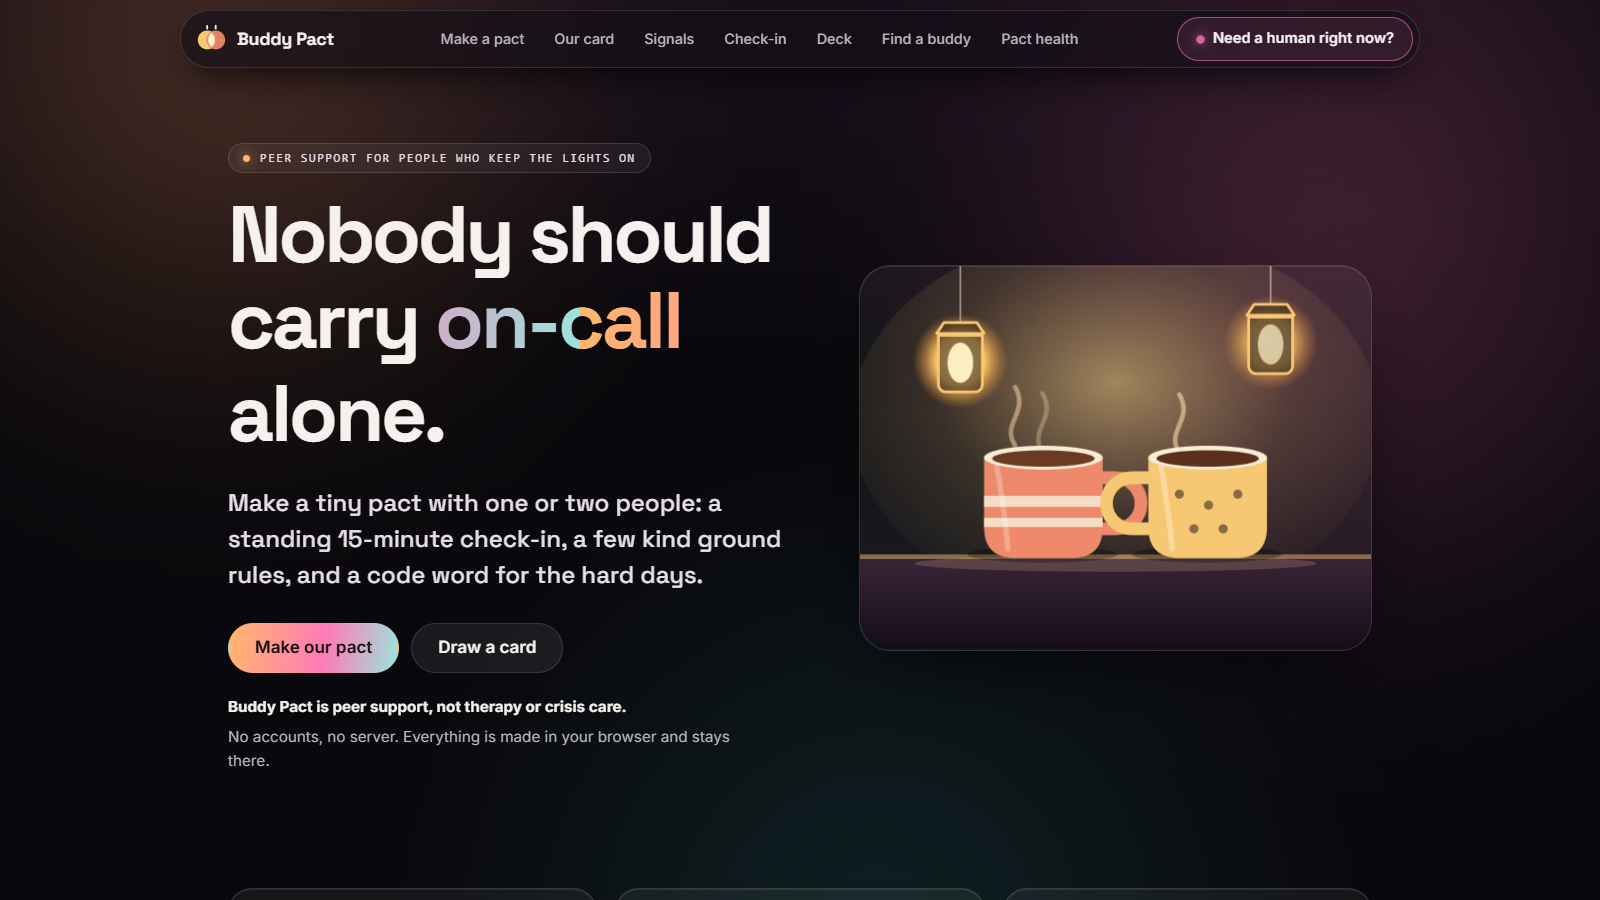 Buddy Pact
Make a pact
Our card
Signals
Check-in
Deck
Find a buddy
Pact health
Need a human right now?
PEER SUPPORT FOR PEOPLE WHO KEEP THE LIGHTS ON
Nobody should
carry on-call
alone.
Make a tiny pact with one or two people: a
standing 15-minute check-in, a few kind ground
rules, and a code word for the hard days.
Make our pact
Draw a card
Buddy Pact is peer support, not therapy or crisis care.
No accounts, no server. Everything is made in your browser and stays
there.